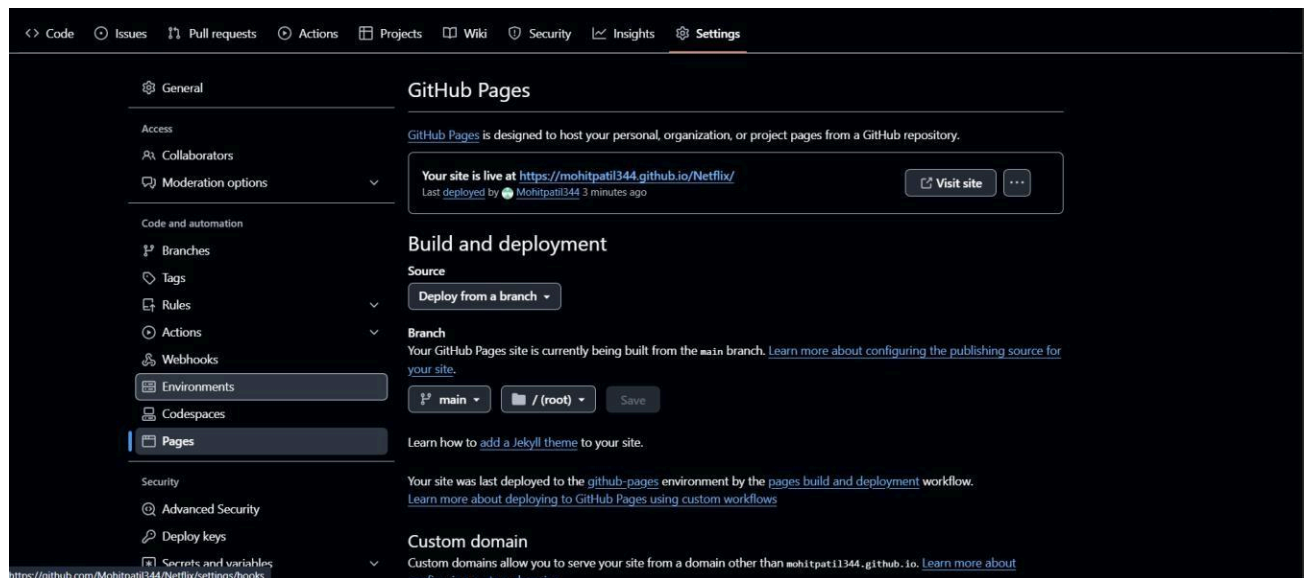 Code Issues Pull requests Actions Projects Wiki Security Insights Settings
General
Access
Collaborators
Moderation options
Code and automation
Branches
Tags
Rules
Actions
Webhooks
Environments
Codespaces
Pages
Security
Advanced Security
Deploy keys
Secrets and variables
https://github.com/Mohitpatil344/Netflix/settings/hooks
GitHub Pages
GitHub Pages is designed to host your personal, organization, or project pages from a GitHub repository.
Your site is live at https://mohitpatil344.github.io/Netflix/
Last deployed by Mohitpatil344 3 minutes ago
Visit site
Build and deployment
Source
Deploy from a branch
Branch
Your GitHub Pages site is currently being built from the main branch. Learn more about configuring the publishing source for
your site.
main / (root) Save
Learn how to add a Jekyll theme to your site.
Your site was last deployed to the github-pages environment by the pages build and deployment workflow.
Learn more about deploying to GitHub Pages using custom workflows
Custom domain
Custom domains allow you to serve your site from a domain other than mohitpatil344.github.io. Learn more about